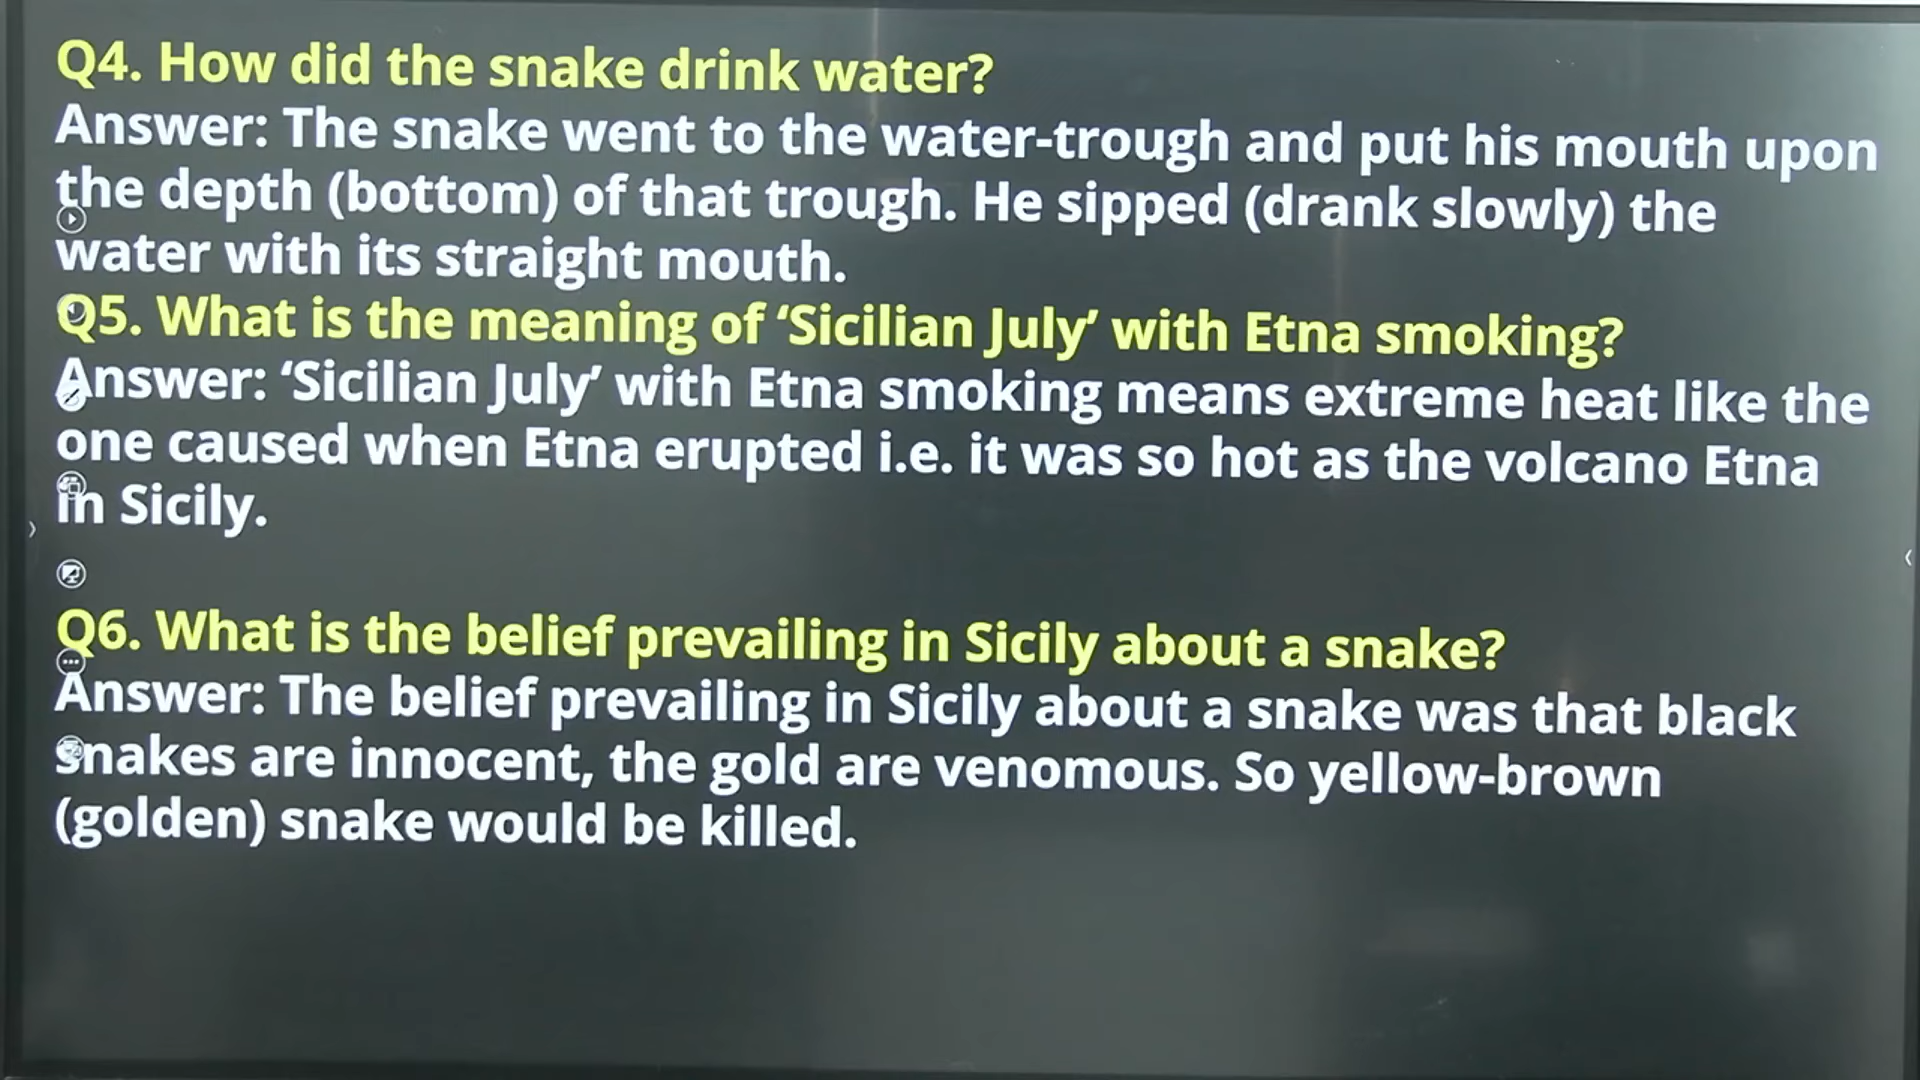 Q4. How did the snake drink water?
Answer: The snake went to the water-trough and put his mouth upon
the depth (bottom) of that trough. He sipped (drank slowly) the
water with its straight mouth.
Q5. What is the meaning of ‘Sicilian July’ with Etna smoking?
Answer: ‘Sicilian July’ with Etna smoking means extreme heat like the
one caused when Etna erupted i.e. it was so hot as the volcano Etna
in Sicily.
Q6. What is the belief prevailing in Sicily about a snake?
Answer: The belief prevailing in Sicily about a snake was that black
snakes are innocent, the gold are venomous. So yellow-brown
(golden) snake would be killed.